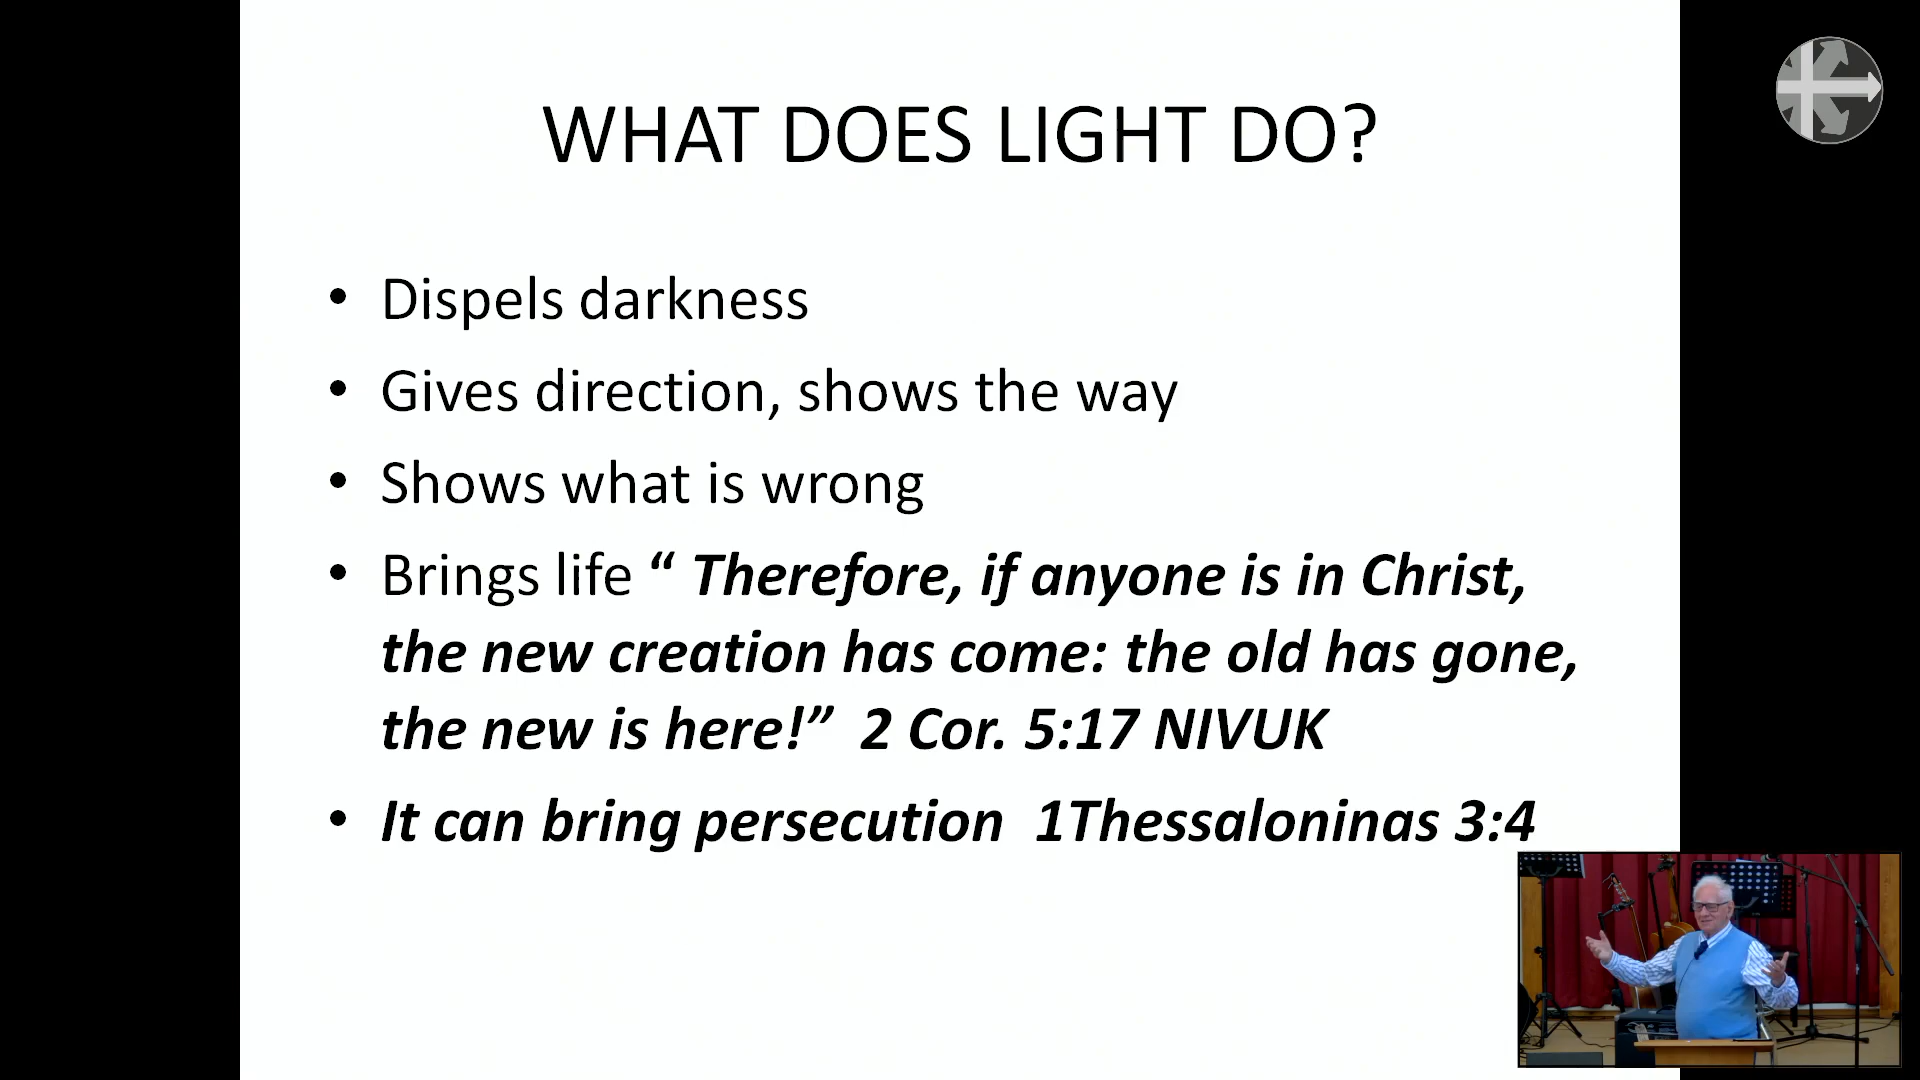 WHAT DOES LIGHT DO?
• Dispels darkness
• Gives direction, shows the way
• Shows what is wrong
• Brings life “ Therefore, if anyone is in Christ,
the new creation has come: the old has gone,
the new is here!”  2 Cor. 5:17 NIVUK
• It can bring persecution  1Thessaloninas 3:4